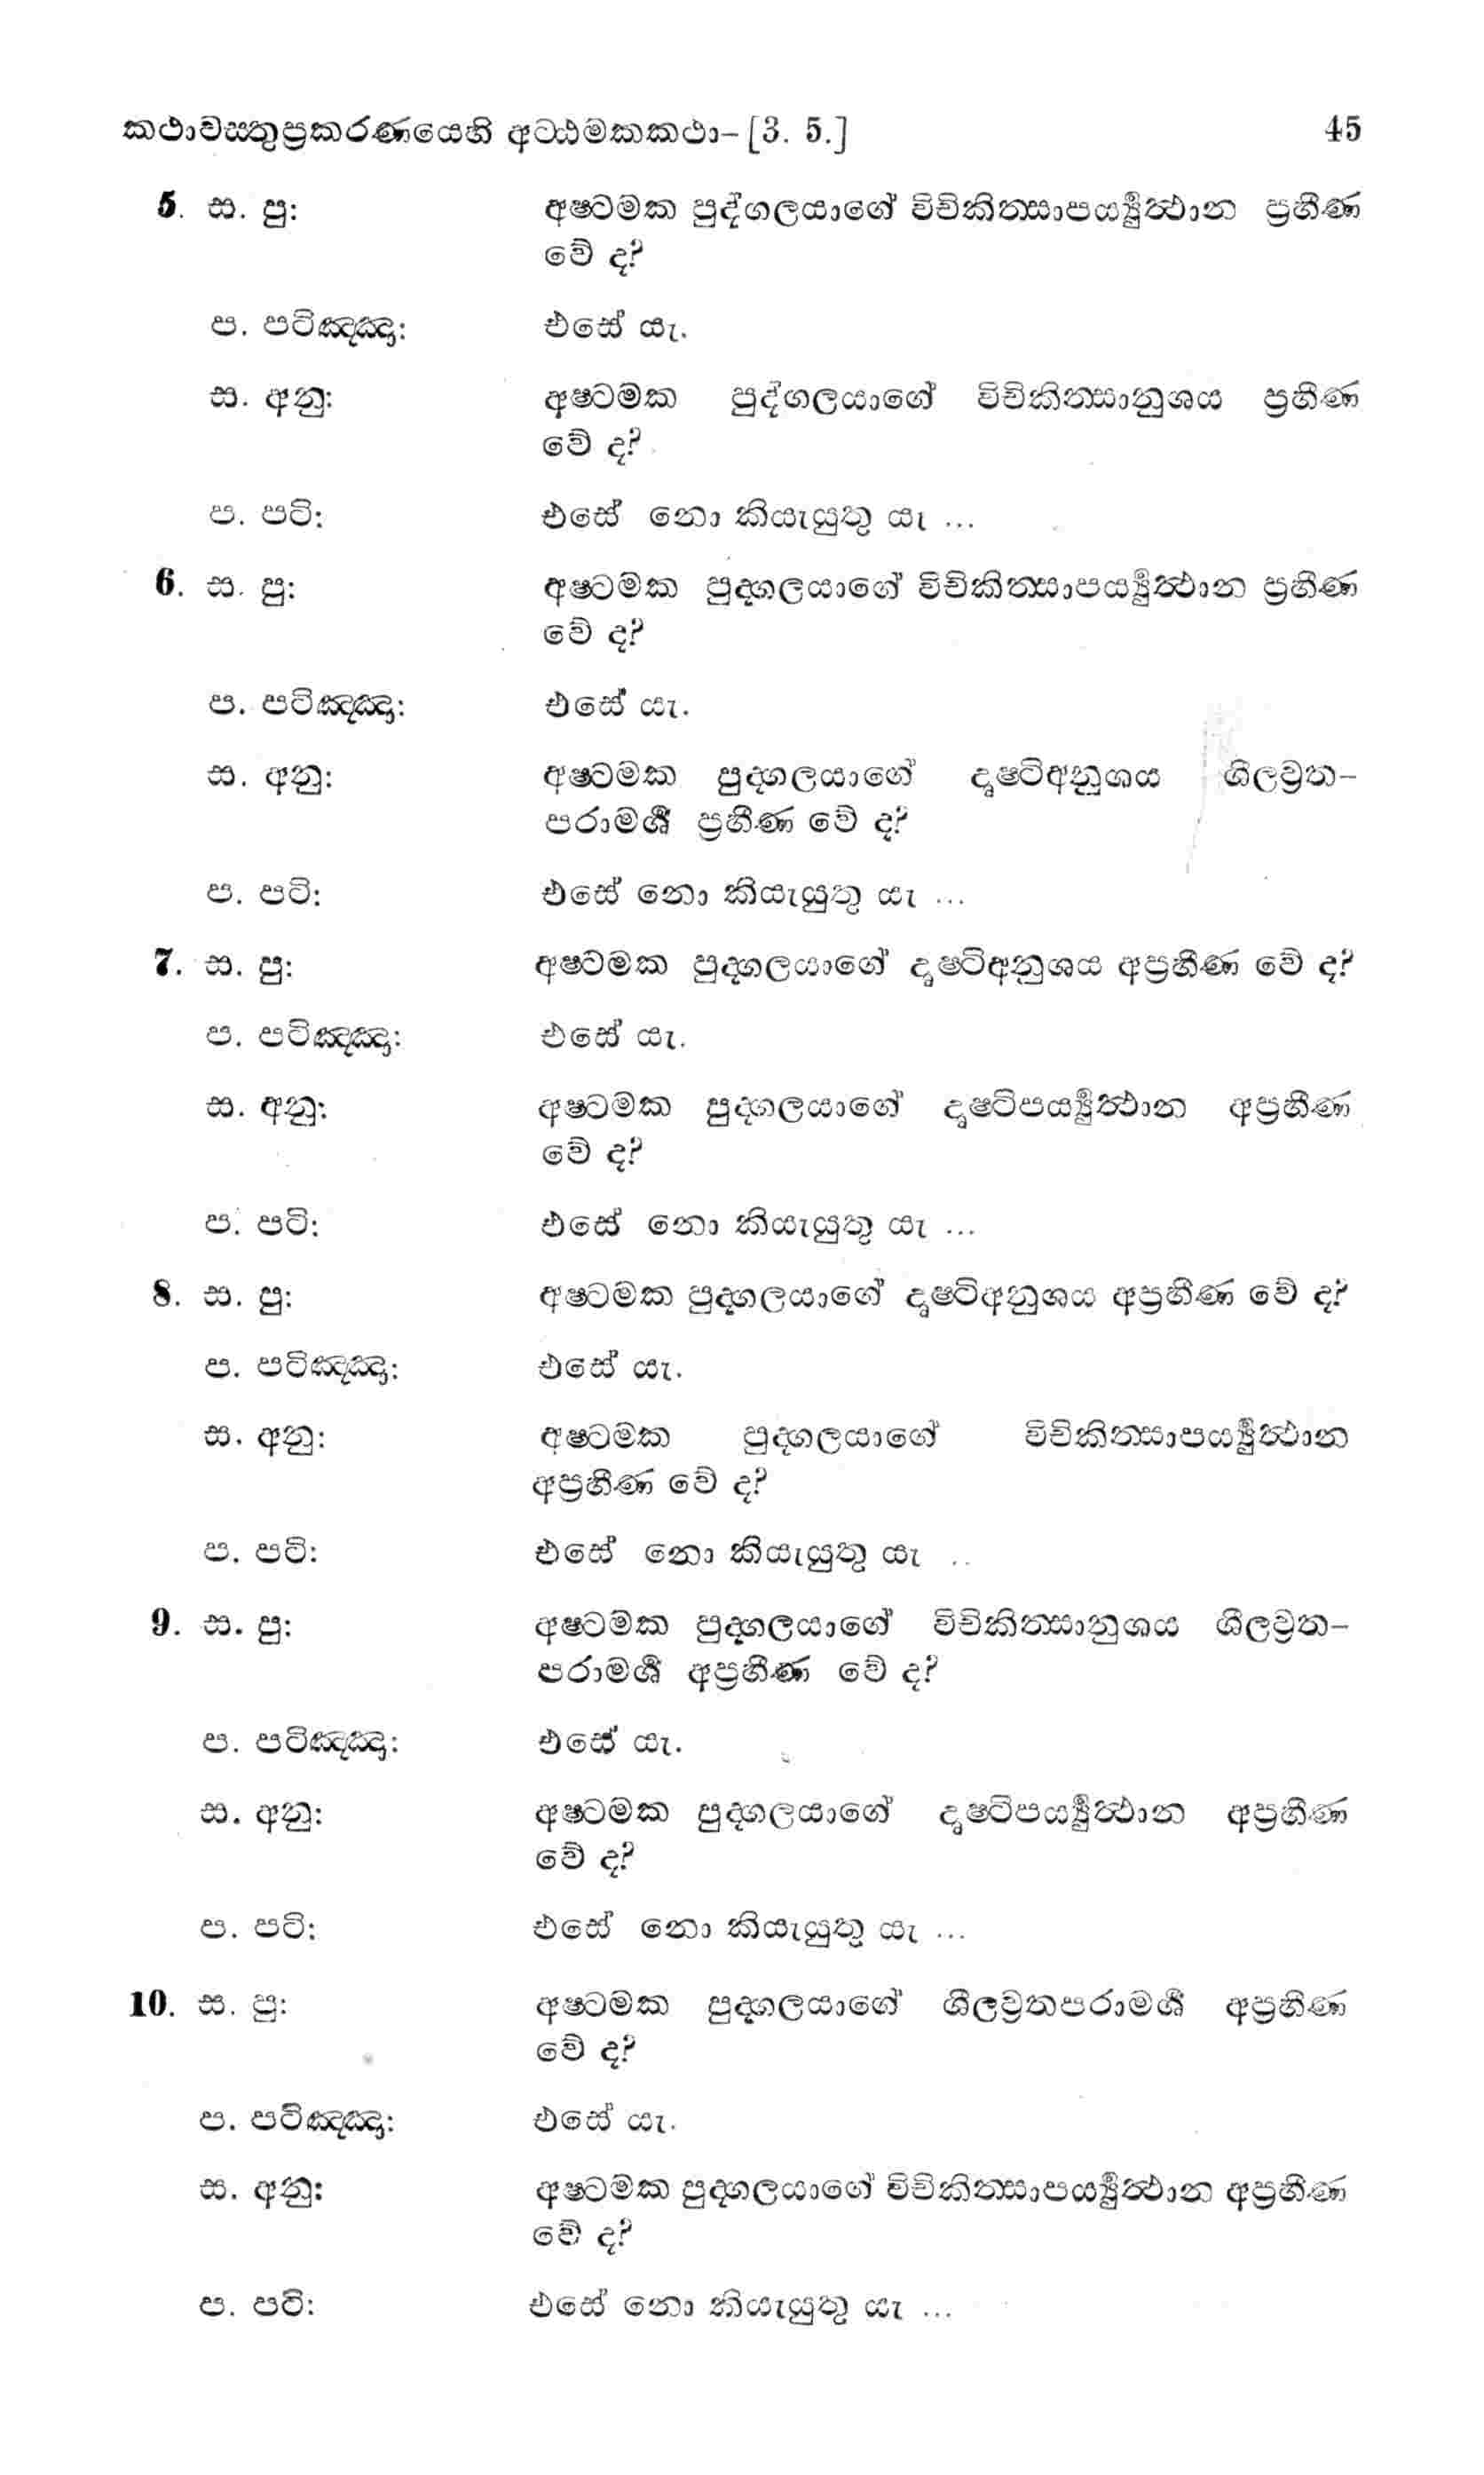 කථාවස්තුප්‍රකරණයෙහි අට්ඨමකකථා–[3. 5.] 45
5. ස. පු: අෂ්ටමක පුද්ගලයාගේ විචිකිත්සාපර්‍ය්‍යුත්ථාන ප්‍රහීණ
වේ ද?
ප. පටිඤ්ඤා: එසේ යැ.
ස. අනු: අෂ්ටමක පුද්ගලයාගේ විචිකිත්සානුශය ප්‍රහීණ
වේ ද?
ප. පටි: එසේ නො කියැයුතු යැ ...
6. ස. පු: අෂ්ටමක පුද්ගලයාගේ විචිකිත්සාපර්‍ය්‍යුත්ථාන ප්‍රහීණ
වේ ද?
ප. පටිඤ්ඤා: එසේ යැ.
ස. අනු: අෂ්ටමක පුද්ගලයාගේ දෘෂ්ටිඅනුශය ශීලව්‍රත-
පරාමර්ශ ප්‍රහීණ වේ ද?
ප. පටි: එසේ නො කියැයුතු යැ ...
7. ස. පු: අෂ්ටමක පුද්ගලයාගේ දෘෂ්ටිඅනුශය අප්‍රහීණ වේ ද?
ප. පටිඤ්ඤා: එසේ යැ.
ස. අනු: අෂ්ටමක පුද්ගලයාගේ දෘෂ්ටිපර්‍ය්‍යුත්ථාන අප්‍රහීණ
වේ ද?
ප. පටි: එසේ නො කියැයුතු යැ ...
8. ස. පු: අෂ්ටමක පුද්ගලයාගේ දෘෂ්ටිඅනුශය අප්‍රහීණ වේ ද?
ප. පටිඤ්ඤා: එසේ යැ.
ස. අනු: අෂ්ටමක පුද්ගලයාගේ විචිකිත්සාපර්‍ය්‍යුත්ථාන
අප්‍රහීණ වේ ද?
ප. පටි: එසේ නො කියැයුතු යැ ..
9. ස. පු: අෂ්ටමක පුද්ගලයාගේ විචිකිත්සානුශය ශීලව්‍රත-
පරාමර්ශ අප්‍රහීණ වේ ද?
ප. පටිඤ්ඤා: එසේ යැ.
ස. අනු: අෂ්ටමක පුද්ගලයාගේ දෘෂ්ටිපර්‍ය්‍යුත්ථාන අප්‍රහීණ
වේ ද?
ප. පටි: එසේ නො කියැයුතු යැ ...
10. ස. පු: අෂ්ටමක පුද්ගලයාගේ ශීලව්‍රතපරාමර්ශ අප්‍රහීණ
වේ ද?
ප. පටිඤ්ඤා: එසේ යැ.
ස. අනු: අෂ්ටමක පුද්ගලයාගේ විචිකිත්සාපර්‍ය්‍යුත්ථාන අප්‍රහීණ
වේ ද?
ප. පටි: එසේ නො කියැයුතු යැ ...